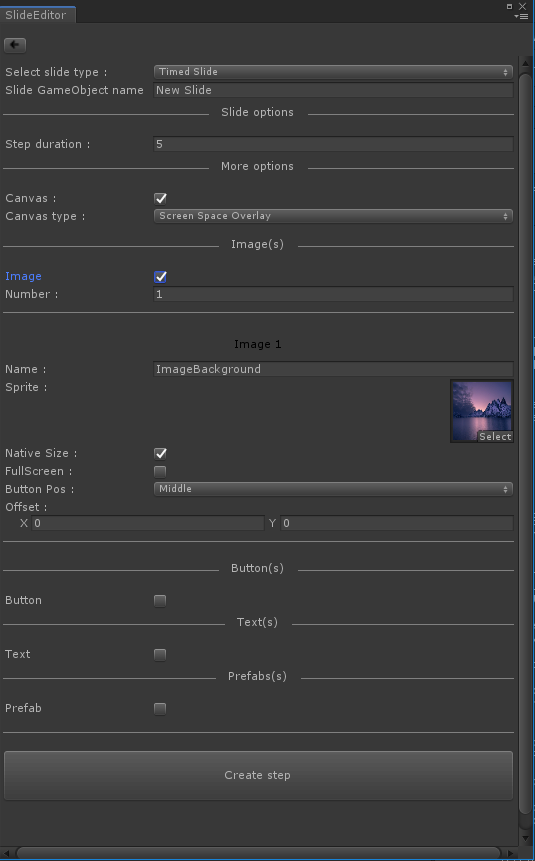 SlideEditor
Select slide type : Timed Slide
Slide GameObject name New Slide
Slide options
Step duration : 5
More options
Canvas :
Canvas type : Screen Space Overlay
Image(s)
Image
Number : 1
Image 1
Name : ImageBackground
Sprite :
Select
Native Size :
FullScreen :
Button Pos : Middle
Offset :
X 0 Y 0
Button(s)
Button
Text(s)
Text
Prefabs(s)
Prefab
Create step